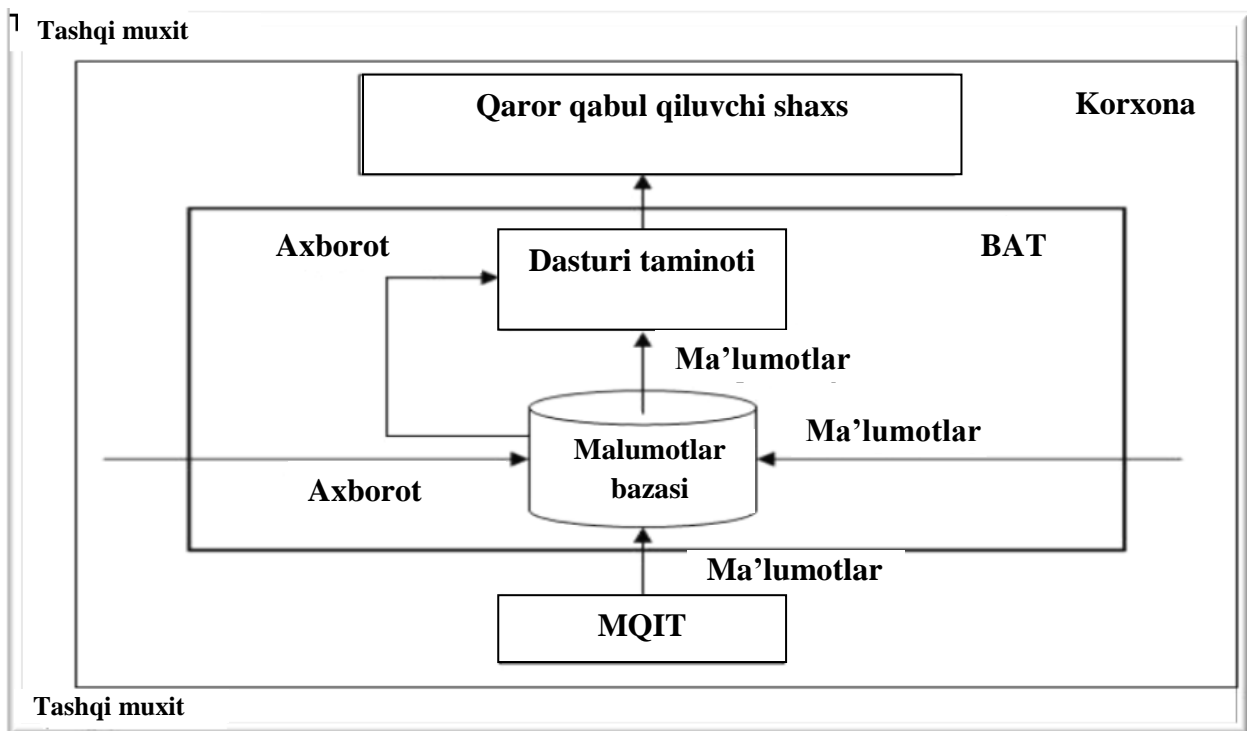 Tashqi muxit
Qaror qabul qiluvchi shaxs
Korxona
Axborot
Dasturi taminoti
BAT
Ma’lumotlar
Malumotlar
bazasi
Ma’lumotlar
Axborot
Ma’lumotlar
MQIT
Tashqi muxit